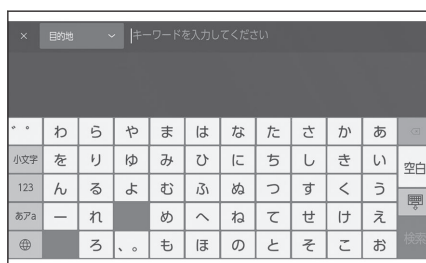 × 目的地 キーワードを入力してください
゛゜ わ ら や ま は な た さ か あ
小文字 を り ゆ み ひ に ち し き い 空白
123 ん る よ む ふ ぬ つ す く う
あアa ー れ め へ ね て せ け え
ろ 、。 も ほ の と そ こ お 検索